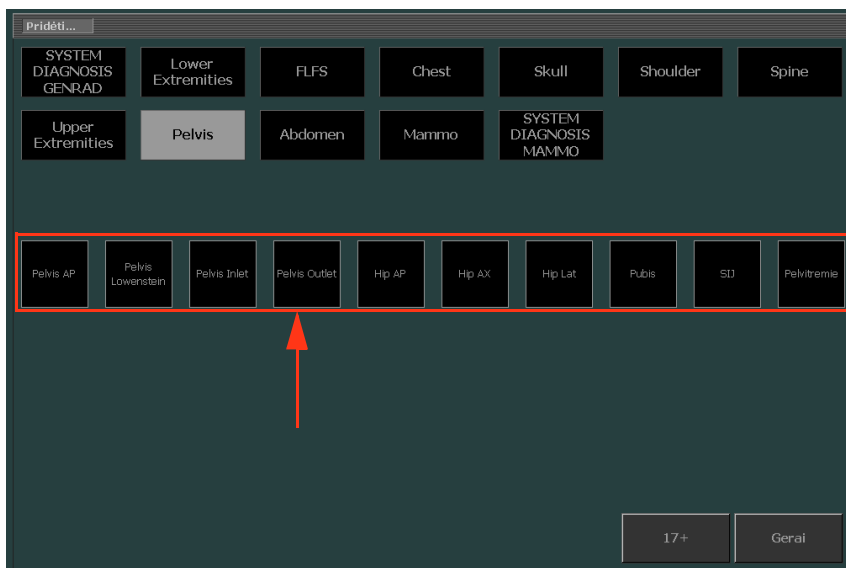 Pridėti...
SYSTEM
DIAGNOSIS
GENRAD
Lower
Extremities
FLFS
Chest
Skull
Shoulder
Spine
Upper
Extremities
Pelvis
Abdomen
Mammo
SYSTEM
DIAGNOSIS
MAMMO
Pelvis AP
Pelvis
Lowenstein
Pelvis Inlet
Pelvis Outlet
Hip AP
Hip AX
Hip Lat
Pubis
SIJ
Pelvitremie
17+
Gerai